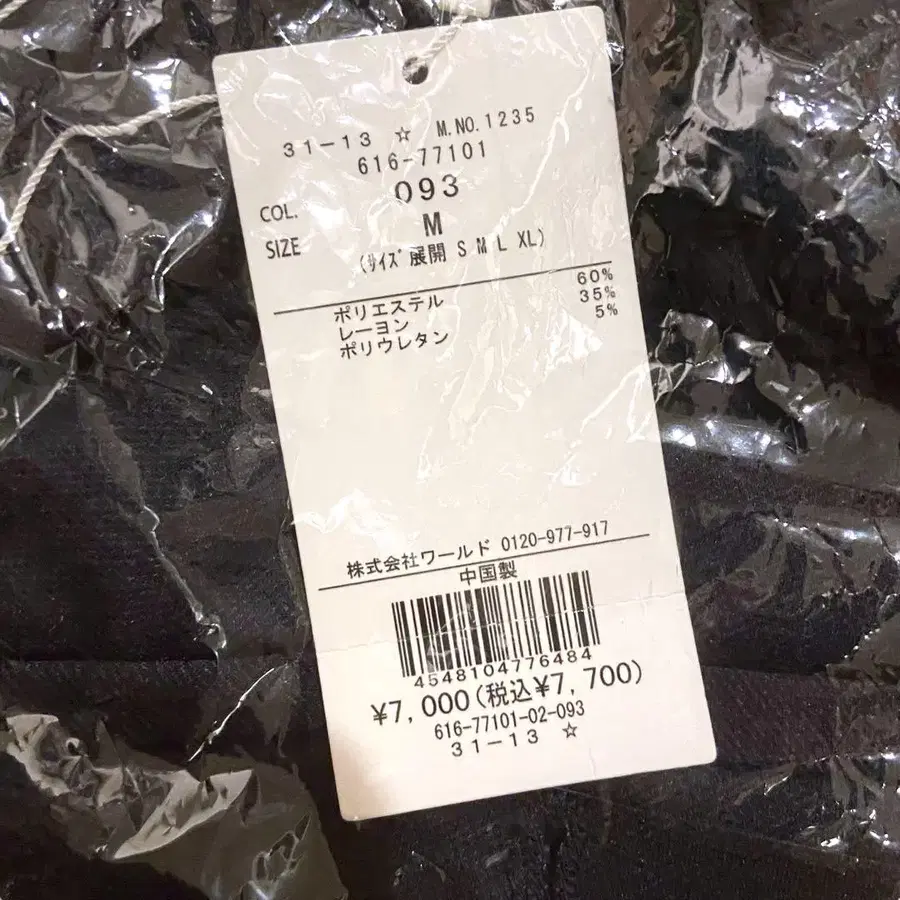 31-13 ☆ M.NO.1235
616-77101
COL. 093
SIZE M
(サイズ展開 S M L XL)
ポリエステル 60%
レーヨン 35%
ポリウレタン 5%
株式会社ワールド 0120-977-917
中国製
4548104776484
¥7,000(税込¥7,700)
616-77101-02-093
31-13 ☆